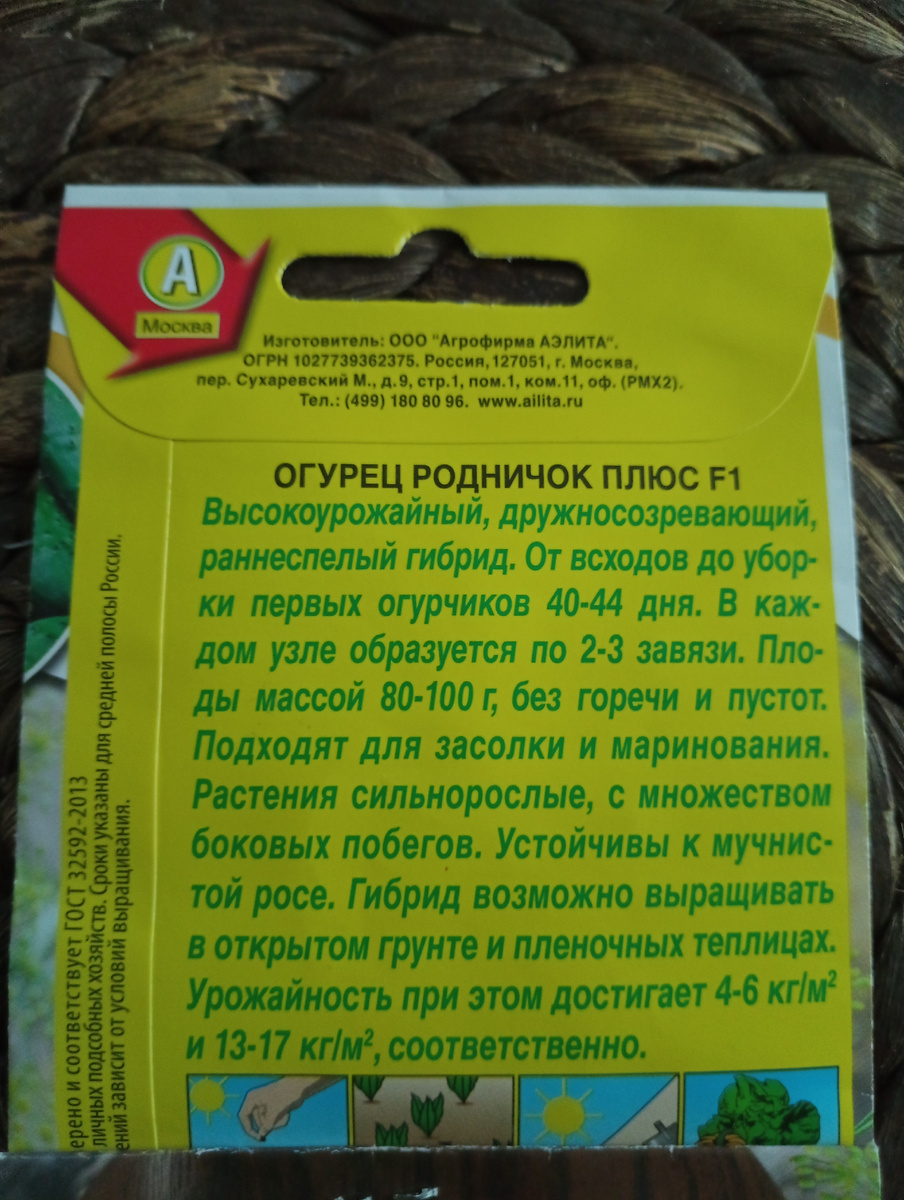 А
Москва
Изготовитель: ООО "Агрофирма АЭЛИТА".
ОГРН 1027739362375. Россия, 127051, г. Москва,
пер. Сухаревский М., д.9, стр.1, пом.1, ком.11, оф. (РМХ2).
Тел.: (499) 180 80 96. www.ailita.ru
ОГУРЕЦ РОДНИЧОК ПЛЮС F1
Высокоурожайный, дружносозревающий,
раннеспелый гибрид. От всходов до убор-
ки первых огурчиков 40-44 дня. В каж-
дом узле образуется по 2-3 завязи. Пло-
ды массой 80-100 г, без горечи и пустот.
Подходят для засолки и маринования.
Растения сильнорослые, с множеством
боковых побегов. Устойчивы к мучнис-
той росе. Гибрид возможно выращивать
в открытом грунте и пленочных теплицах.
Урожайность при этом достигает 4-6 кг/м²
и 13-17 кг/м², соответственно.
и соответствует ГОСТ 32592-2013
личных подсобных хозяйств. Сроки указаны для средней полосы России.
зависит от условий выращивания.